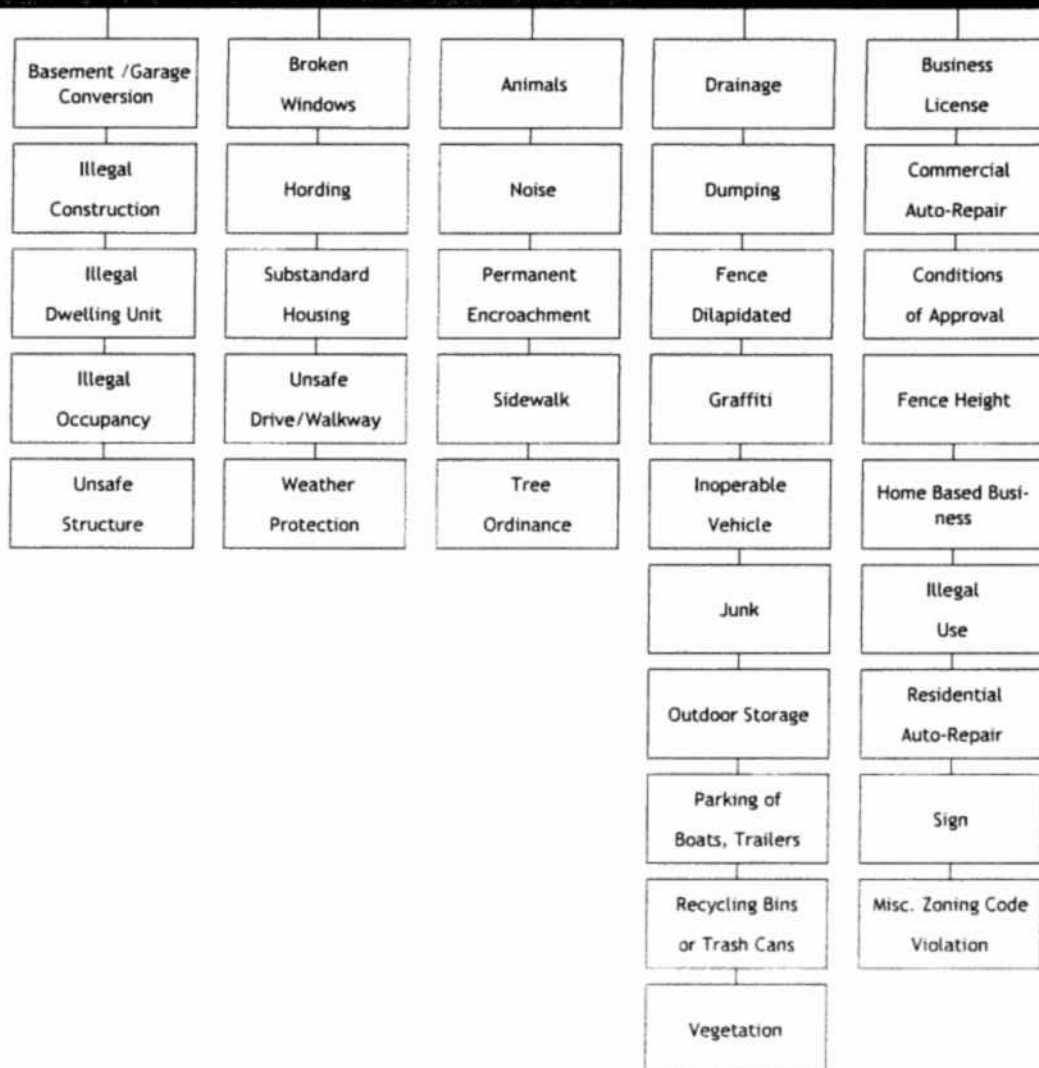 Basement /Garage
Conversion
Illegal
Construction
Illegal
Dwelling Unit
Illegal
Occupancy
Unsafe
Structure
Broken
Windows
Hording
Substandard
Housing
Unsafe
Drive/Walkway
Weather
Protection
Animals
Noise
Permanent
Encroachment
Sidewalk
Tree
Ordinance
Drainage
Dumping
Fence
Dilapidated
Graffiti
Inoperable
Vehicle
Junk
Outdoor Storage
Parking of
Boats, Trailers
Recycling Bins
or Trash Cans
Vegetation
Business
License
Commercial
Auto-Repair
Conditions
of Approval
Fence Height
Home Based Busi-
ness
Illegal
Use
Residential
Auto-Repair
Sign
Misc. Zoning Code
Violation